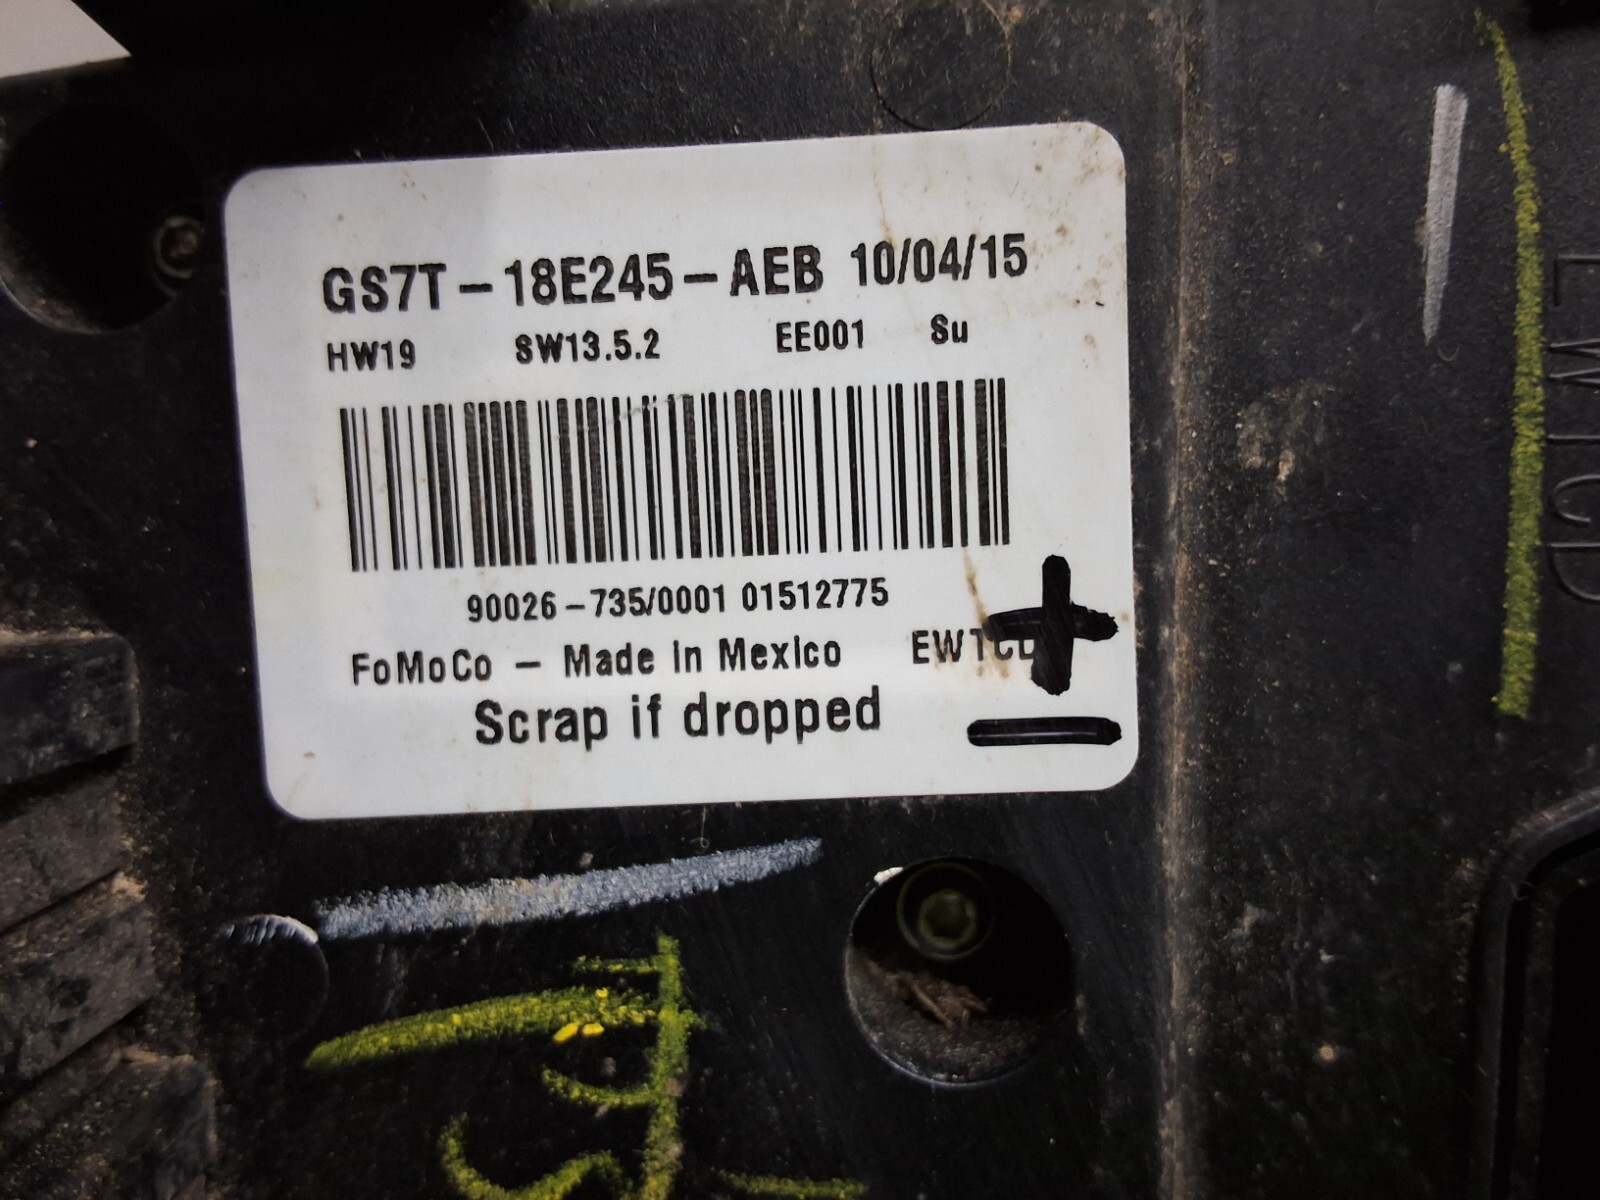 GS7T-18E245-AEB 10/04/15
HW19 SW13.5.2 EE001 Su
90026-735/0001 01512775
FoMoCo - Made in Mexico
Scrap if dropped
+
-